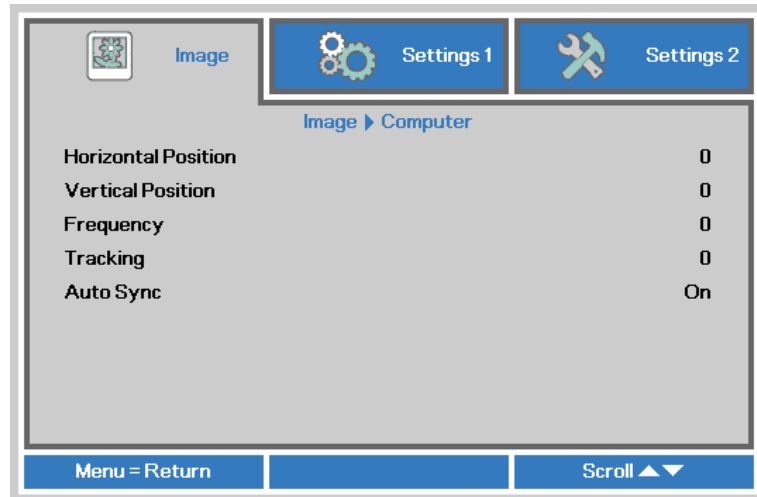 Image Settings 1 Settings 2
Image ▶ Computer
Horizontal Position 0
Vertical Position 0
Frequency 0
Tracking 0
Auto Sync On
Menu = Return Scroll ▲▼